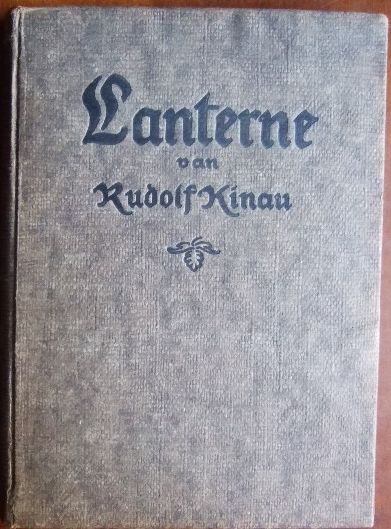 Lanterne
van
Rudolf Kinau